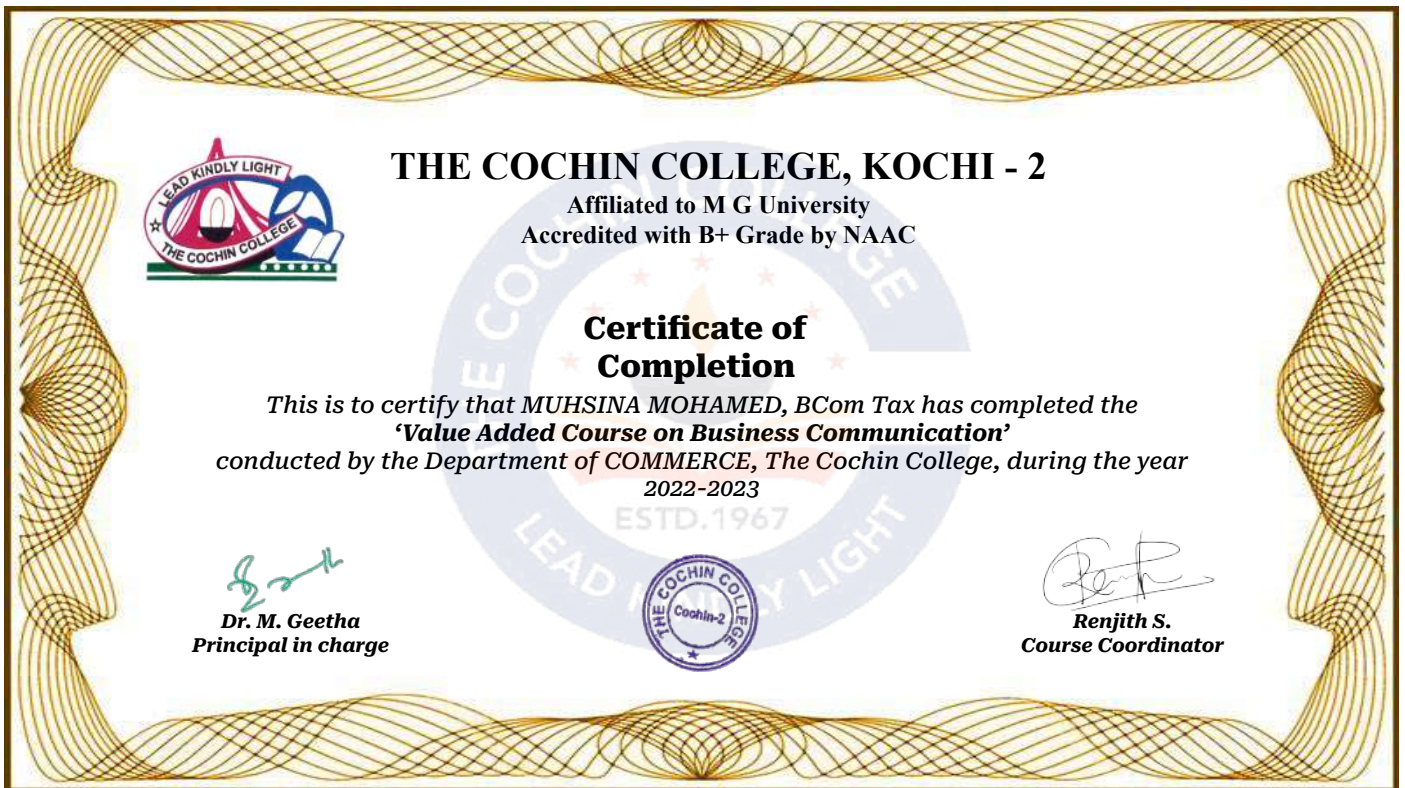 LEAD KINDLY LIGHT
THE COCHIN COLLEGE
THE COCHIN COLLEGE, KOCHI - 2
Affiliated to M G University
Accredited with B+ Grade by NAAC
THE COCHIN COLLEGE
Certificate of
Completion
This is to certify that MUHSINA MOHAMED, BCom Tax has completed the
‘Value Added Course on Business Communication’
conducted by the Department of COMMERCE, The Cochin College, during the year
2022-2023
ESTD.1967
LEAD KINDLY LIGHT
THE COCHIN COLLEGE
Cochin-2
Dr. M. Geetha
Principal in charge
Renjith S.
Course Coordinator